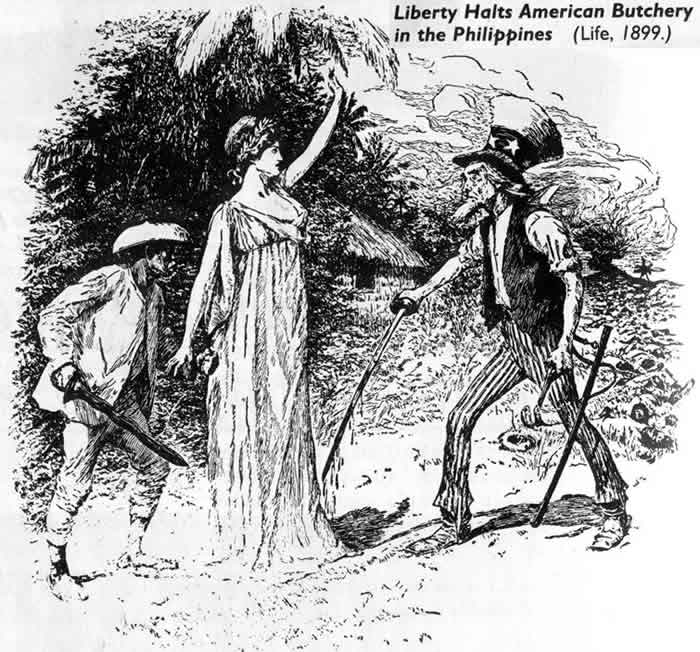 Liberty Halts American Butchery
in the Philippines (Life, 1899.)